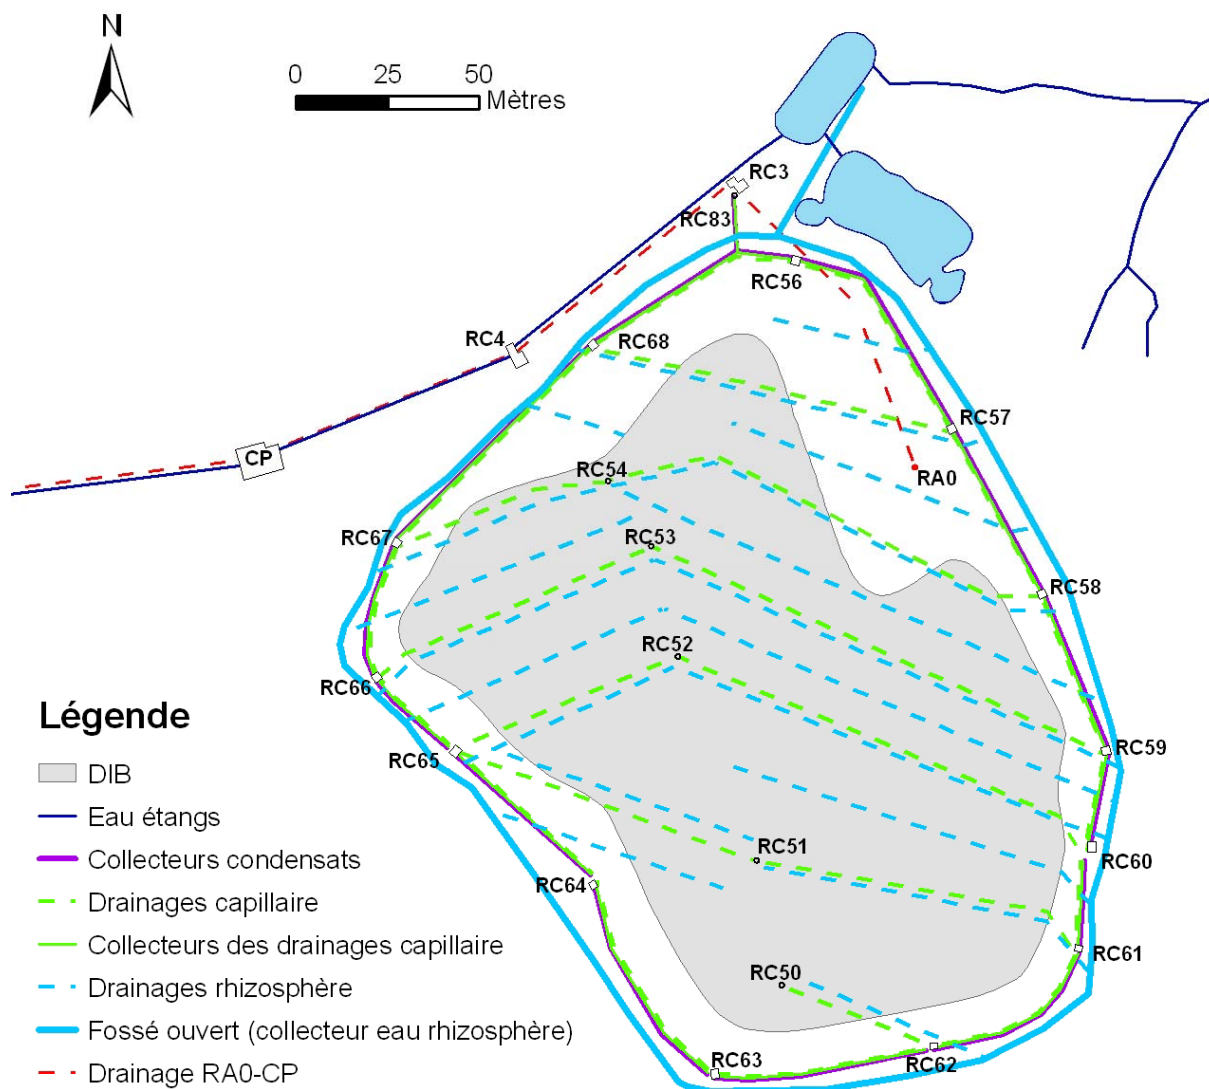 N
0 25 50
Mètres
RC3
RC83
RC56
RC4
RC68
RC57
CP
RC54
RA0
RC67
RC53
RC58
RC52
RC66
RC65
RC59
RC51
RC60
RC64
RC61
RC50
RC62
RC63
Légende
DIB
Eau étangs
Collecteurs condensats
Drainages capillaire
Collecteurs des drainages capillaire
Drainages rhizosphère
Fossé ouvert (collecteur eau rhizosphère)
Drainage RA0-CP